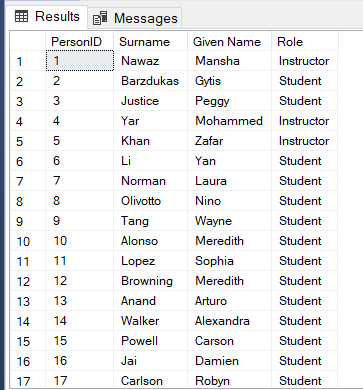 Results Messages
PersonID Surname Given Name Role
1 1 Nawaz Mansha Instructor
2 2 Barzdukas Gytis Student
3 3 Justice Peggy Student
4 4 Yar Mohammed Instructor
5 5 Khan Zafar Instructor
6 6 Li Yan Student
7 7 Norman Laura Student
8 8 Olivotto Nino Student
9 9 Tang Wayne Student
10 10 Alonso Meredith Student
11 11 Lopez Sophia Student
12 12 Browning Meredith Student
13 13 Anand Arturo Student
14 14 Walker Alexandra Student
15 15 Powell Carson Student
16 16 Jai Damien Student
17 17 Carlson Robyn Student